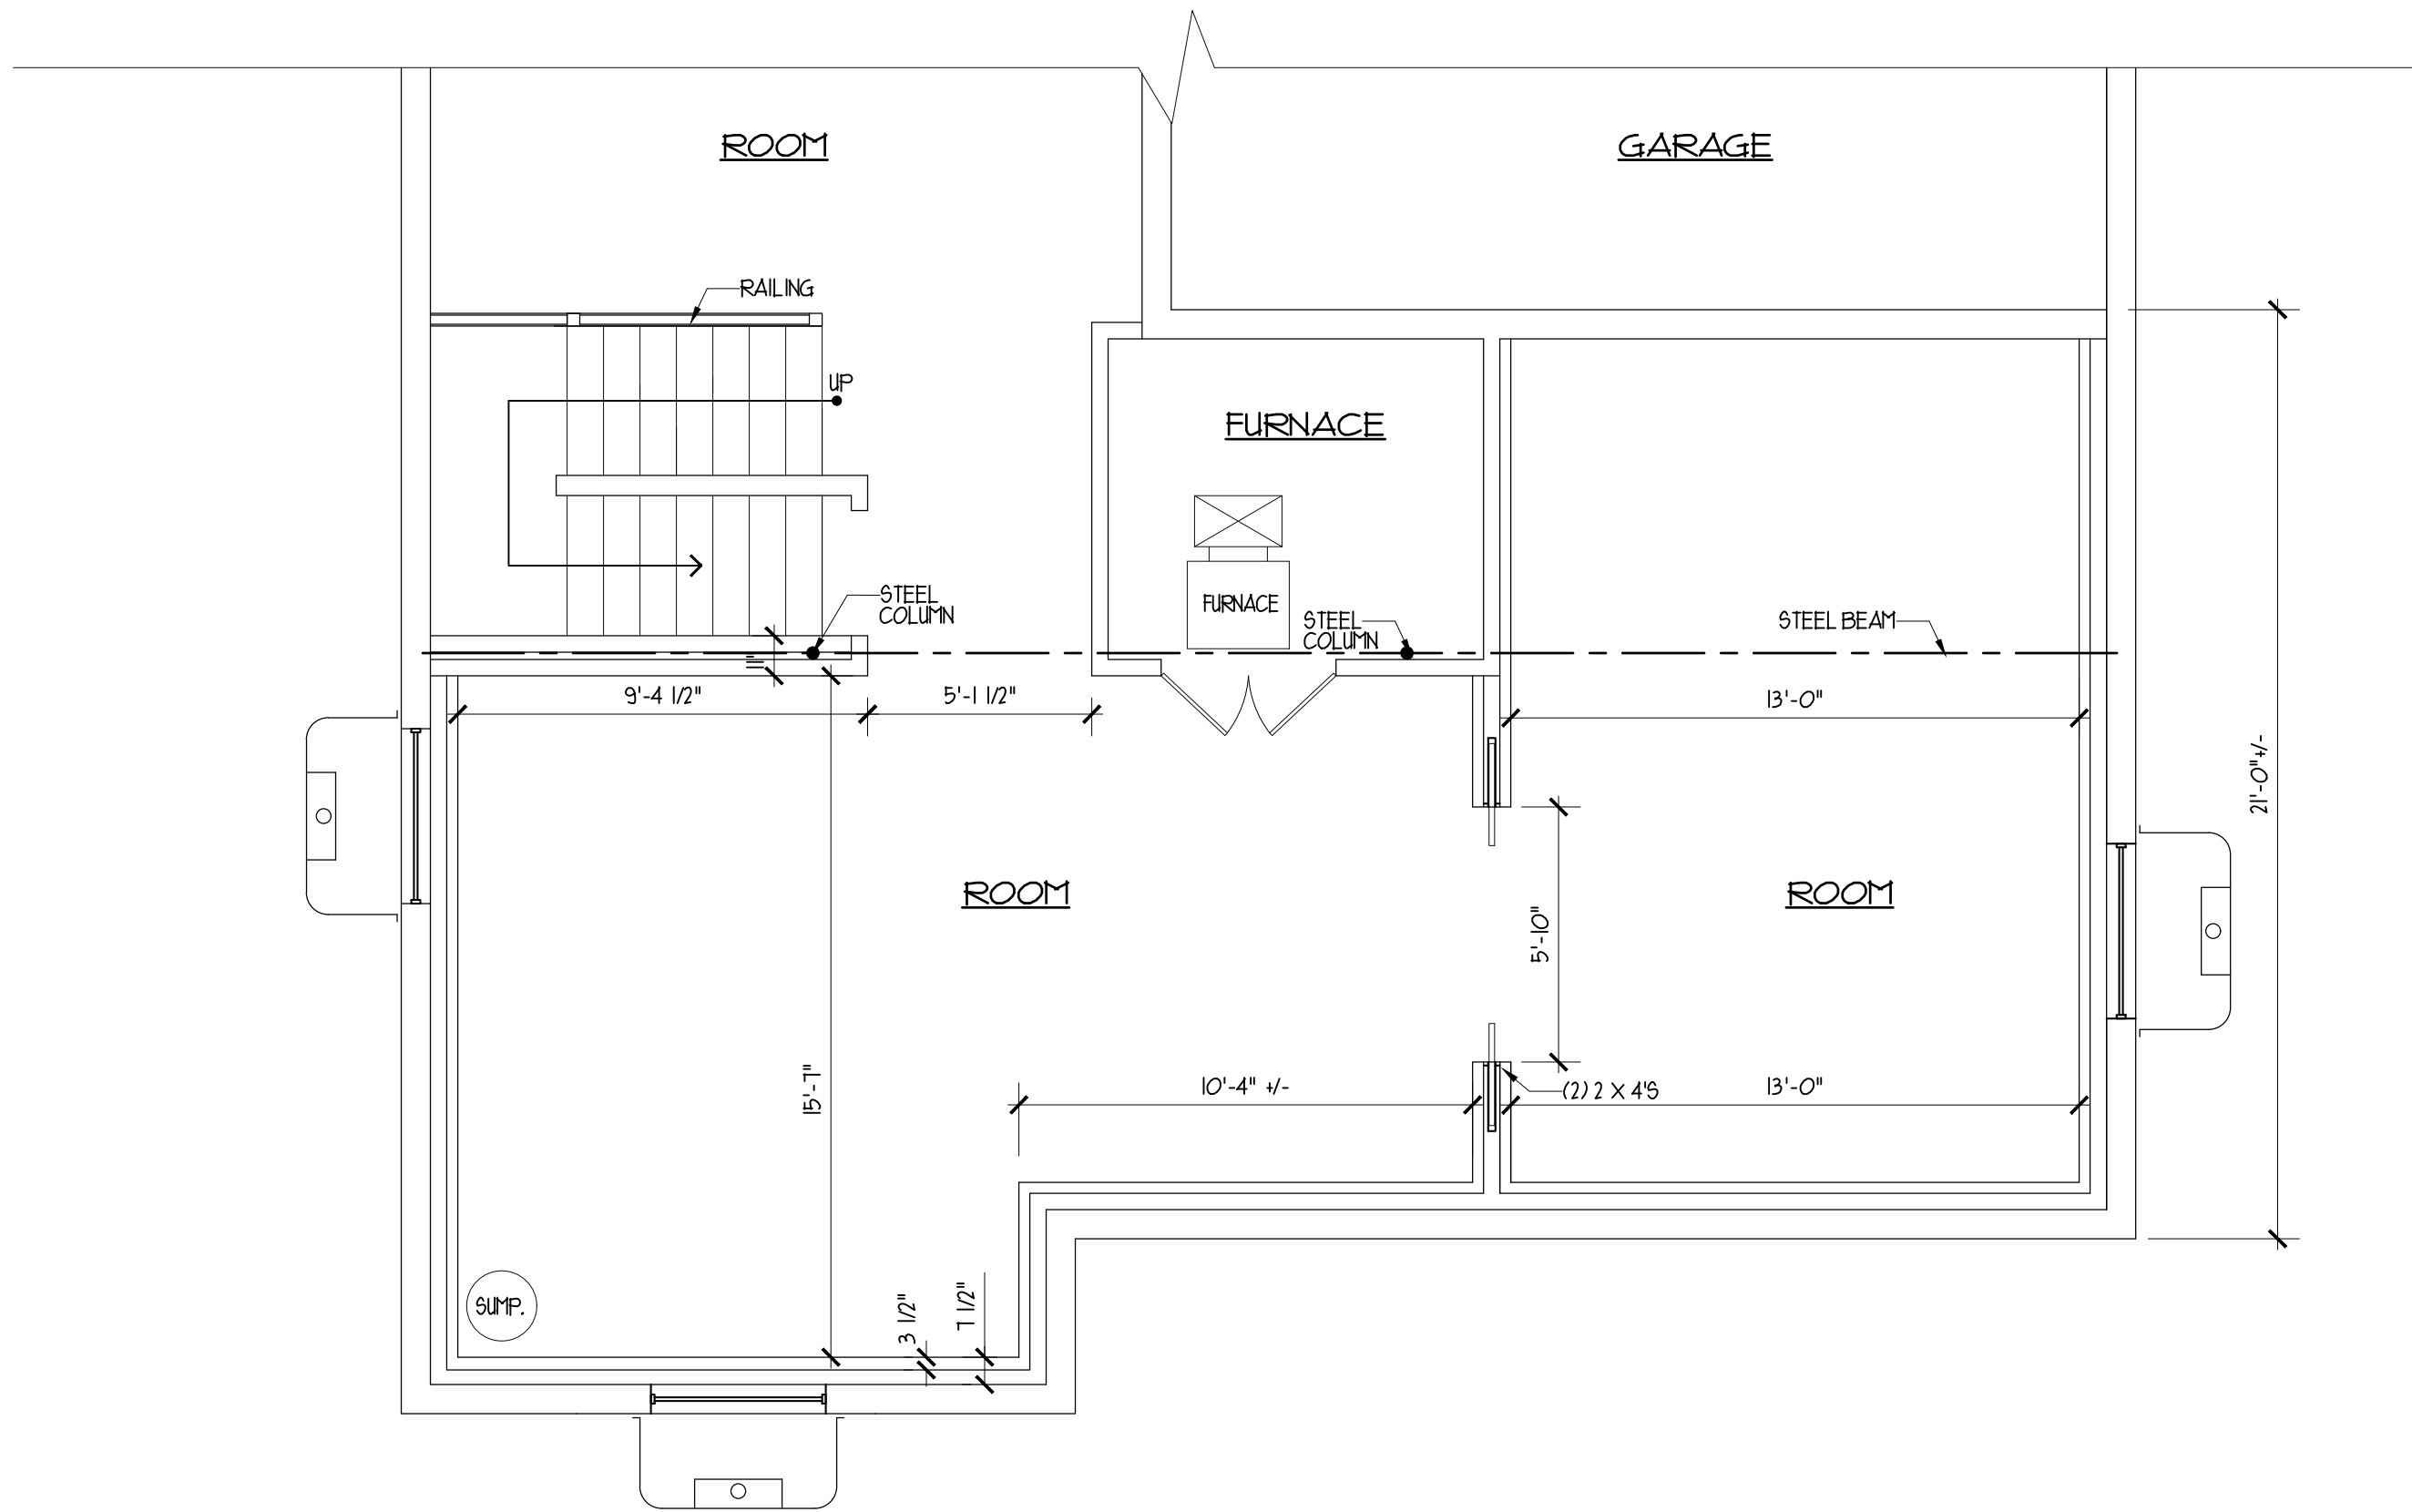 ROOM
GARAGE
RAILING
UP
FURNACE
FURNACE
STEEL
COLUMN
STEEL
COLUMN
STEEL BEAM
11"
9'-4 1/2"
5'-1 1/2"
13'-0"
21'-0"+/-
ROOM
ROOM
5'-10"
15'-7"
10'-4" +/-
(2) 2 X 4'S
13'-0"
SUMP.
3 1/2"
7 1/2"